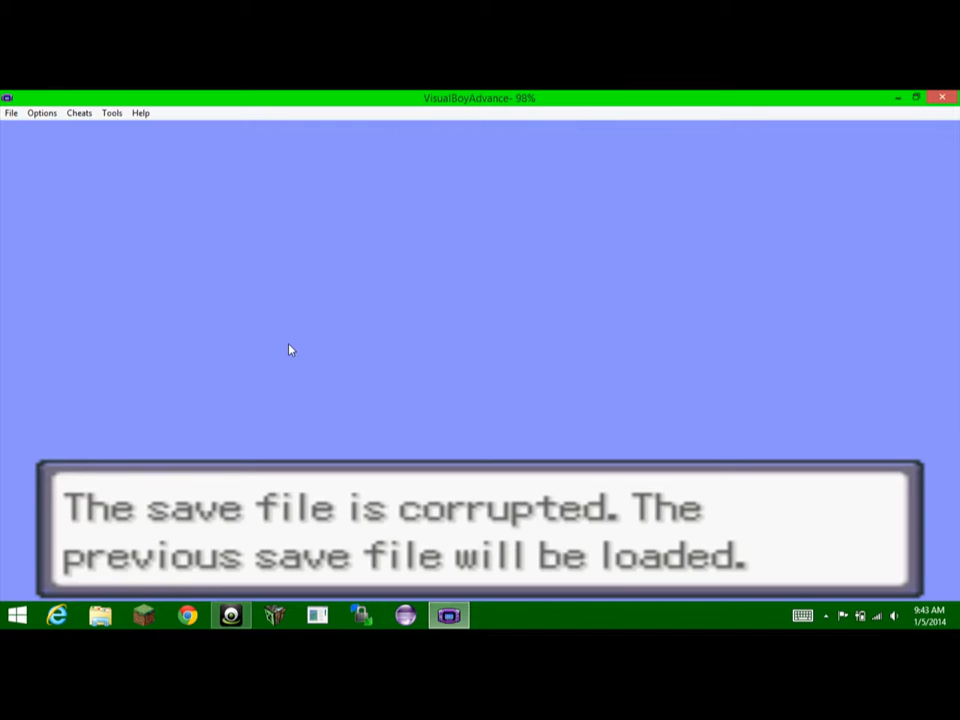 VisualBoyAdvance- 98%
File Options Cheats Tools Help
The save file is corrupted. The
previous save file will be loaded.
9:43 AM
1/5/2014